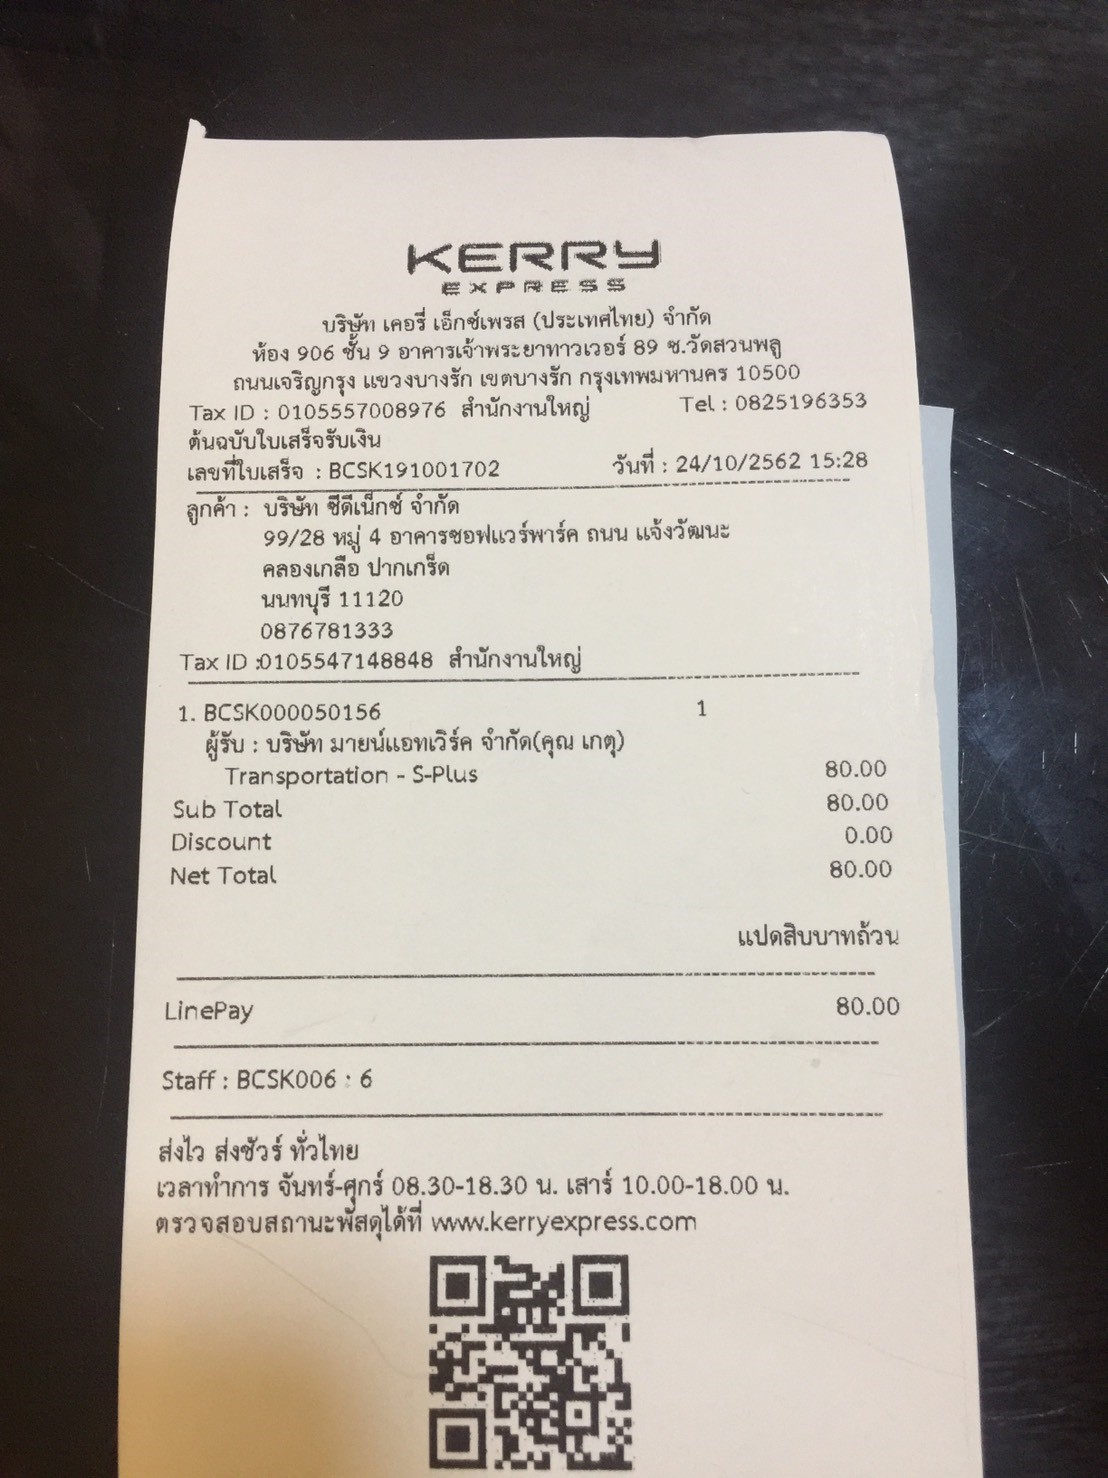 KERRY
EXPRESS
บริษัท เคอรี่ เอ็กซ์เพรส (ประเทศไทย) จำกัด
ห้อง 906 ชั้น 9 อาคารเจ้าพระยาทาวเวอร์ 89 ซ.วัดสวนพลู
ถนนเจริญกรุง แขวงบางรัก เขตบางรัก กรุงเทพมหานคร 10500
Tax ID : 0105557008976 สำนักงานใหญ่ Tel : 0825196353
ต้นฉบับใบเสร็จรับเงิน
เลขที่ใบเสร็จ : BCSK191001702 วันที่ : 24/10/2562 15:28
ลูกค้า : บริษัท ซีดีเน็กซ์ จำกัด
99/28 หมู่ 4 อาคารซอฟแวร์พาร์ค ถนน แจ้งวัฒนะ
คลองเกลือ ปากเกร็ด
นนทบุรี 11120
0876781333
Tax ID :0105547148848 สำนักงานใหญ่
1. BCSK000050156 1
ผู้รับ : บริษัท มายน์แอทเวิร์ค จำกัด(คุณ เกตุ)
Transportation - S-Plus 80.00
Sub Total 80.00
Discount 0.00
Net Total 80.00
แปดสิบบาทถ้วน
LinePay 80.00
Staff : BCSK006 : 6
ส่งไว ส่งชัวร์ ทั่วไทย
เวลาทำการ จันทร์-ศุกร์ 08.30-18.30 น. เสาร์ 10.00-18.00 น.
ตรวจสอบสถานะพัสดุได้ที่ www.kerryexpress.com